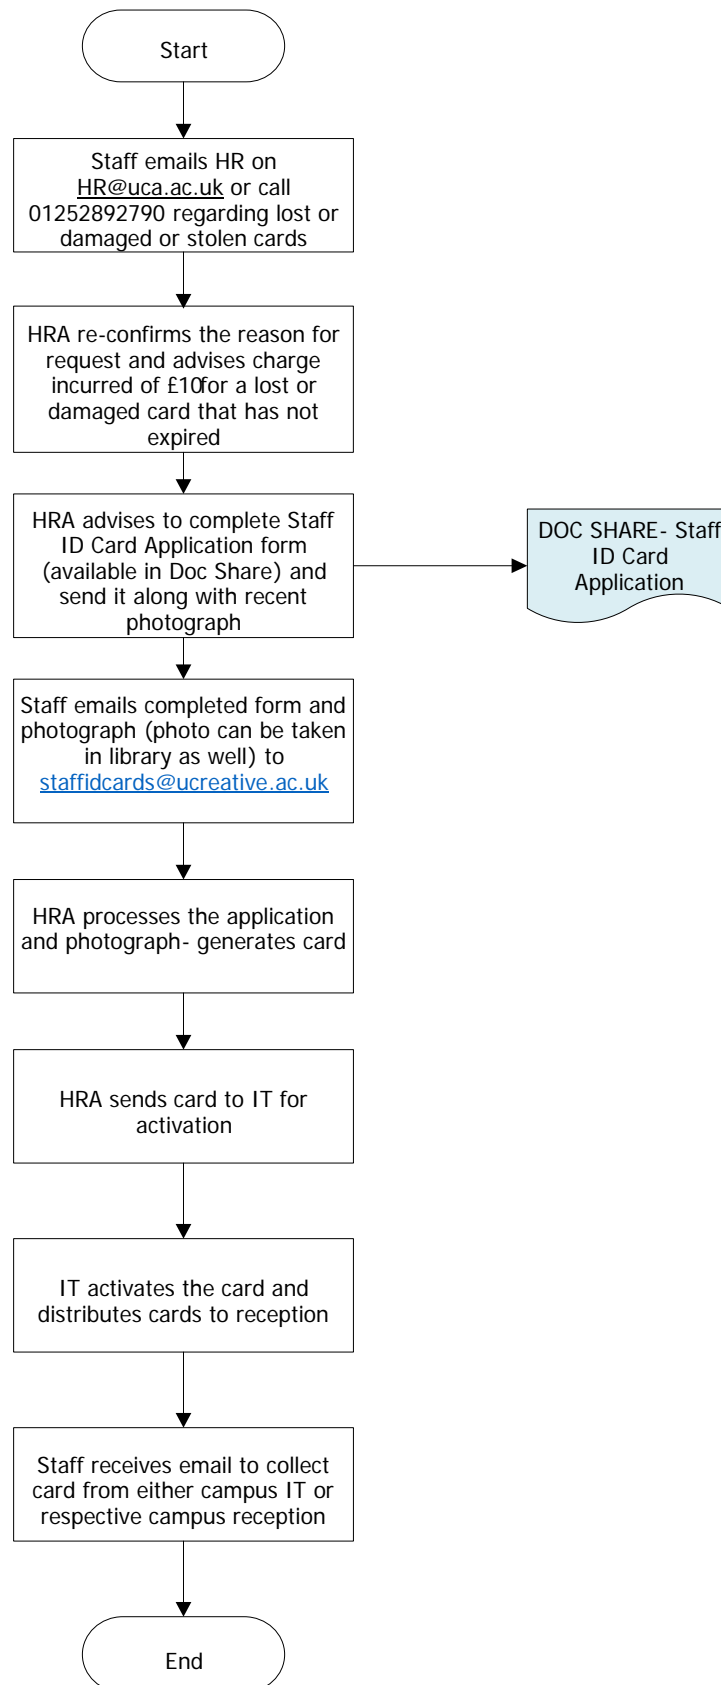 Start
Staff emails HR on
HR@uca.ac.uk or call
01252892790 regarding lost or
damaged or stolen cards
HRA re-confirms the reason for
request and advises charge
incurred of £10for a lost or
damaged card that has not
expired
HRA advises to complete Staff
ID Card Application form
(available in Doc Share) and
send it along with recent
photograph
DOC SHARE- Staff
ID Card
Application
Staff emails completed form and
photograph (photo can be taken
in library as well) to
staffidcards@ucreative.ac.uk
HRA processes the application
and photograph- generates card
HRA sends card to IT for
activation
IT activates the card and
distributes cards to reception
Staff receives email to collect
card from either campus IT or
respective campus reception
End